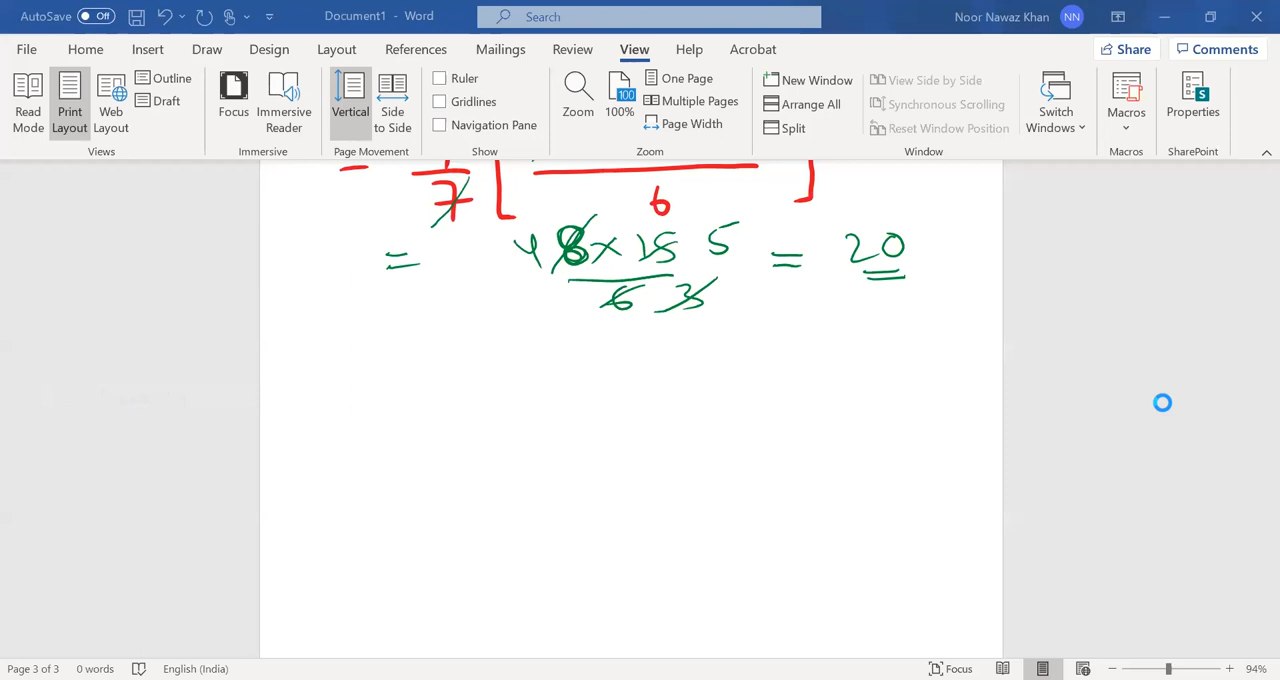 AutoSave Off Document1 - Word Search Noor Nawaz Khan NN
File Home Insert Draw Design Layout References Mailings Review View Help Acrobat Share Comments
Read Mode Print Layout Web Layout Outline Draft Focus Immersive Reader Vertical Side to Side Ruler Gridlines Navigation Pane Zoom 100 100% One Page Multiple Pages Page Width New Window Arrange All Split View Side by Side Synchronous Scrolling Reset Window Position Switch Windows Macros Properties
Views Immersive Page Movement Show Zoom Window Macros SharePoint
= 7 [ 6 ]
= 4 8 × 15 5 = 20
6 3
Page 3 of 3 0 words English (India) Focus 94%